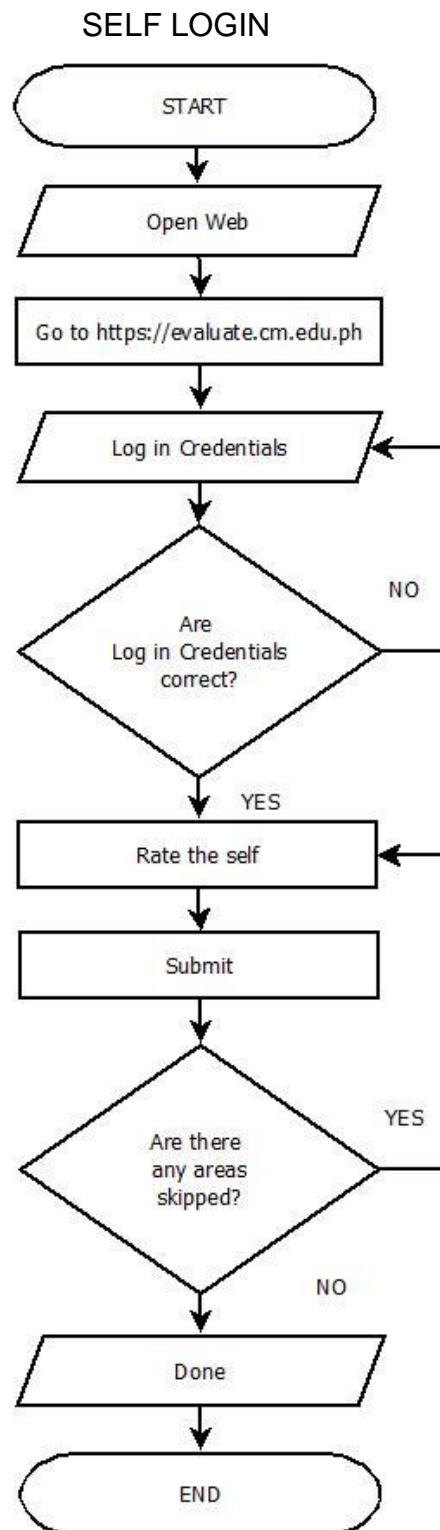 SELF LOGIN
START
Open Web
Go to https://evaluate.cm.edu.ph
Log in Credentials
NO
Are
Log in Credentials
correct?
YES
Rate the self
Submit
YES
Are there
any areas
skipped?
NO
Done
END